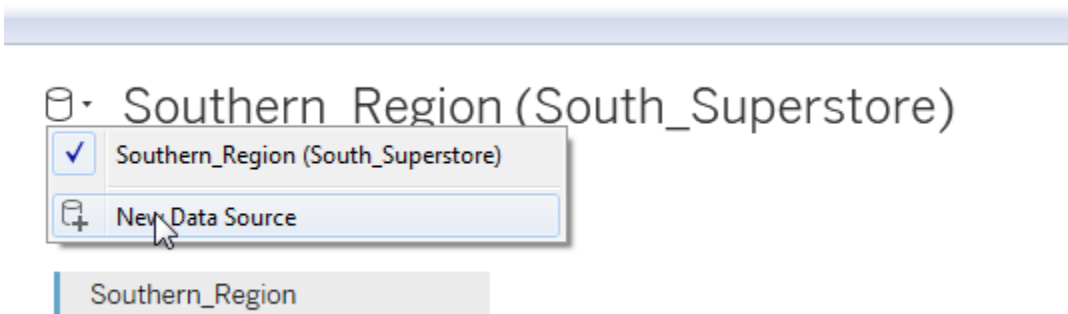 Southern_Region (South_Superstore)
Southern_Region (South_Superstore)
New Data Source
Southern_Region